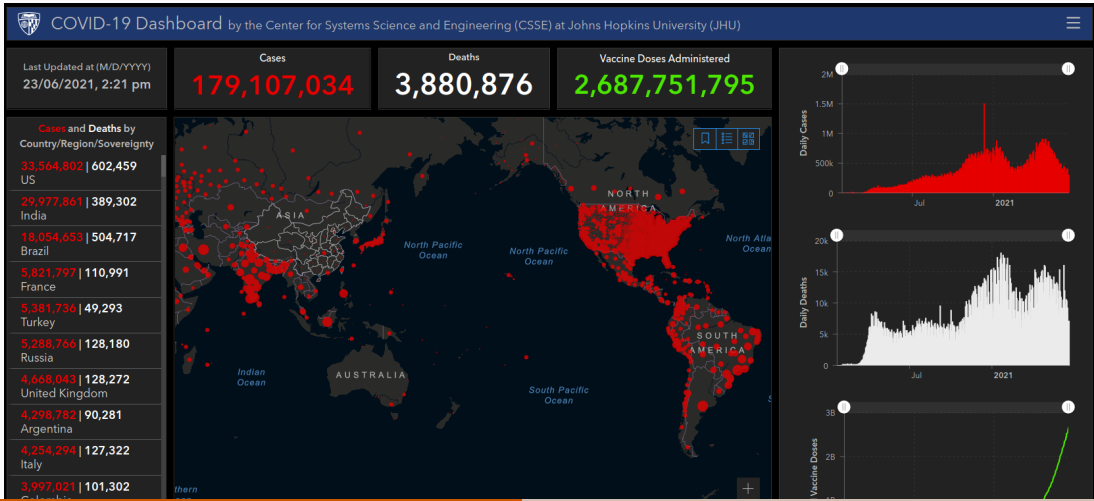 COVID-19 Dashboard by the Center for Systems Science and Engineering (CSSE) at Johns Hopkins University (JHU)
Last Updated at (M/D/YYYY)
23/06/2021, 2:21 pm
Cases
179,107,034
Deaths
3,880,876
Vaccine Doses Administered
2,687,751,795
Cases and Deaths by
Country/Region/Sovereignty
33,564,802 | 602,459
US
29,977,861 | 389,302
India
18,054,653 | 504,717
Brazil
5,821,797 | 110,991
France
5,381,736 | 49,293
Turkey
5,288,766 | 128,180
Russia
4,668,043 | 128,272
United Kingdom
4,298,782 | 90,281
Argentina
4,254,294 | 127,322
Italy
3,997,021 | 101,302
Colombia
ASIA
NORTH
AMERICA
North Pacific
Ocean
North Pacific
Ocean
North Atla
Ocean
SOUTH
AMERICA
Indian
Ocean
AUSTRALIA
South Pacific
Ocean
S
thern
+
Daily Cases
2M
1.5M
1M
500k
0
Jul
2021
Daily Deaths
20k
15k
10k
5k
0
Jul
2021
Vaccine Doses
3B
2B
1B